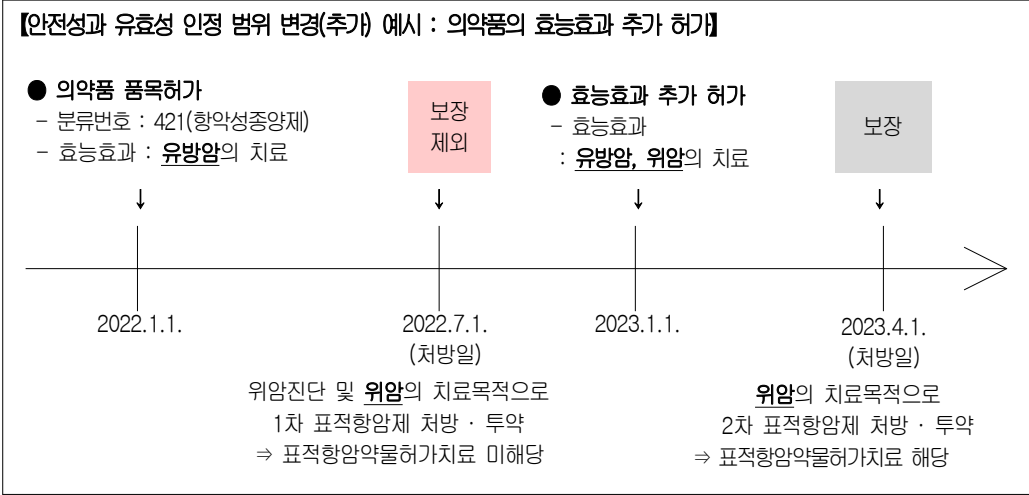 【안전성과 유효성 인정 범위 변경(추가) 예시 : 의약품의 효능효과 추가 허가】
● 의약품 품목허가
- 분류번호 : 421(항악성종양제)
- 효능효과 : 유방암의 치료
보장
제외
● 효능효과 추가 허가
- 효능효과
: 유방암, 위암의 치료
보장
↓
↓
↓
↓
2022.1.1.
2022.7.1.
(처방일)
위암진단 및 위암의 치료목적으로
1차 표적항암제 처방 · 투약
⇒ 표적항암약물허가치료 미해당
2023.1.1.
2023.4.1.
(처방일)
위암의 치료목적으로
2차 표적항암제 처방 · 투약
⇒ 표적항암약물허가치료 해당